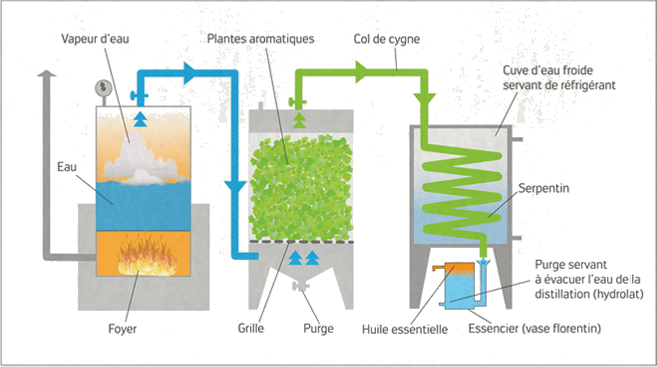 Vapeur d'eau
Plantes aromatiques
Col de cygne
Cuve d'eau froide
servant de réfrigérant
Eau
Serpentin
Purge servant
à évacuer l'eau de la
distillation (hydrolat)
Foyer
Grille
Purge
Huile essentielle
Essencier (vase florentin)